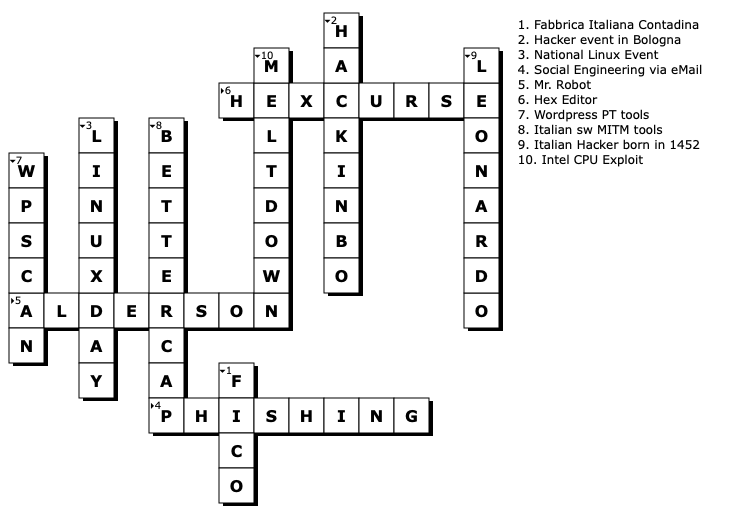 2 H
10 M A 9 L
6 H E X C U R S E
3 L 8 B L K O
7 W I E T I N
P N T D N A
S U T O B R
C X E W O D
5 A L D E R S O N O
N A C
Y A 1 F
4 P H I S H I N G
C
O
1. Fabbrica Italiana Contadina
2. Hacker event in Bologna
3. National Linux Event
4. Social Engineering via eMail
5. Mr. Robot
6. Hex Editor
7. Wordpress PT tools
8. Italian sw MITM tools
9. Italian Hacker born in 1452
10. Intel CPU Exploit